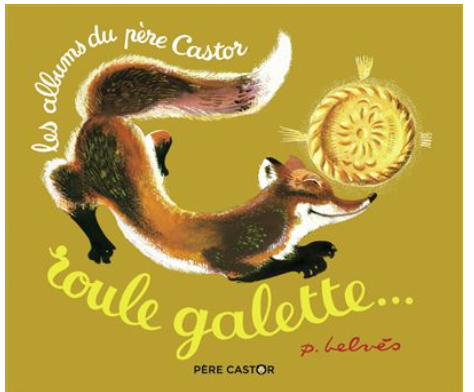 les albums du père Castor
roule galette...
p. belvès
PÈRE CASTOR